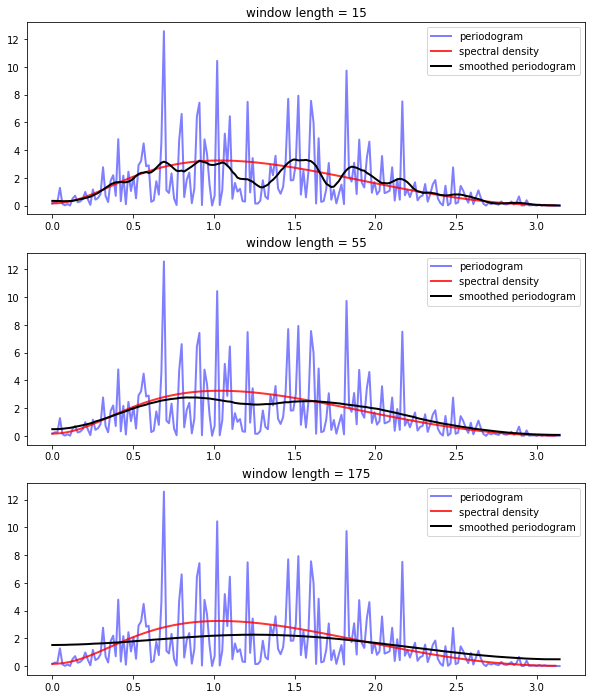 window length = 15
12
10
8
6
4
2
0
periodogram
spectral density
smoothed periodogram
0.0 0.5 1.0 1.5 2.0 2.5 3.0
window length = 55
12
10
8
6
4
2
0
periodogram
spectral density
smoothed periodogram
0.0 0.5 1.0 1.5 2.0 2.5 3.0
window length = 175
12
10
8
6
4
2
0
periodogram
spectral density
smoothed periodogram
0.0 0.5 1.0 1.5 2.0 2.5 3.0